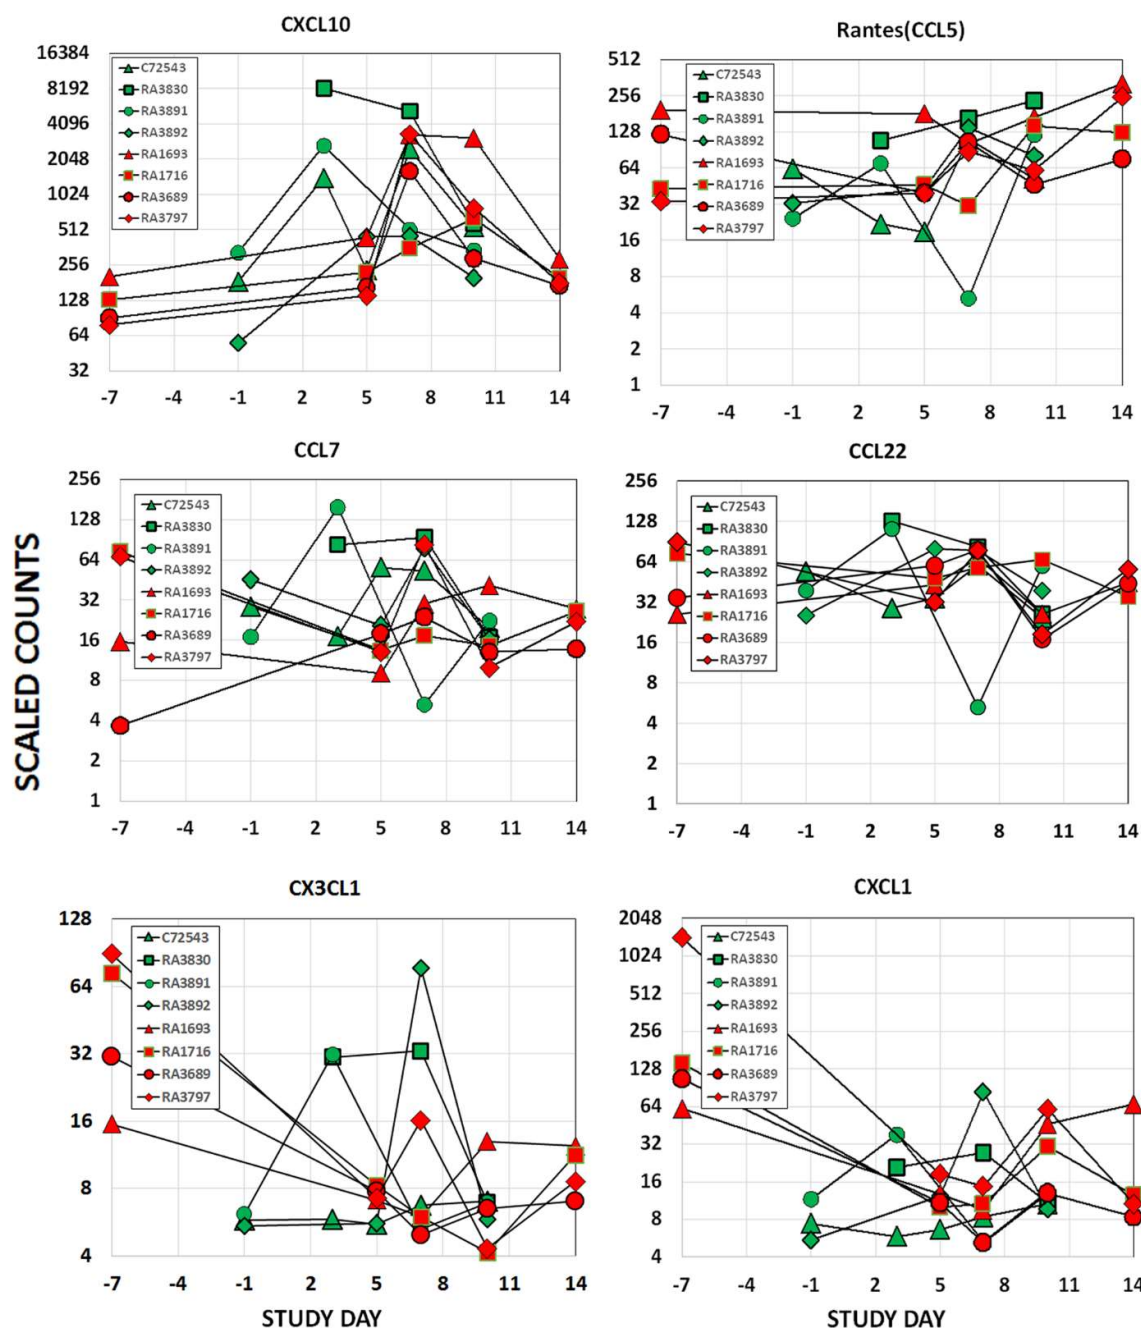 CXCL10
16384
8192
4096
2048
1024
512
256
128
64
32
C72543
RA3830
RA3891
RA3892
RA1693
RA1716
RA3689
RA3797
-7 -4 -1 2 5 8 11 14
Rantes(CCL5)
512
256
128
64
32
16
8
4
2
1
C72543
RA3830
RA3891
RA3892
RA1693
RA1716
RA3689
RA3797
-7 -4 -1 2 5 8 11 14
SCALED COUNTS
CCL7
256
128
64
32
16
8
4
2
1
C72543
RA3830
RA3891
RA3892
RA1693
RA1716
RA3689
RA3797
-7 -4 -1 2 5 8 11 14
CCL22
256
128
64
32
16
8
4
2
1
C72543
RA3830
RA3891
RA3892
RA1693
RA1716
RA3689
RA3797
-7 -4 -1 2 5 8 11 14
CX3CL1
128
64
32
16
8
4
C72543
RA3830
RA3891
RA3892
RA1693
RA1716
RA3689
RA3797
-7 -4 -1 2 5 8 11 14
STUDY DAY
CXCL1
2048
1024
512
256
128
64
32
16
8
4
C72543
RA3830
RA3891
RA3892
RA1693
RA1716
RA3689
RA3797
-7 -4 -1 2 5 8 11 14
STUDY DAY